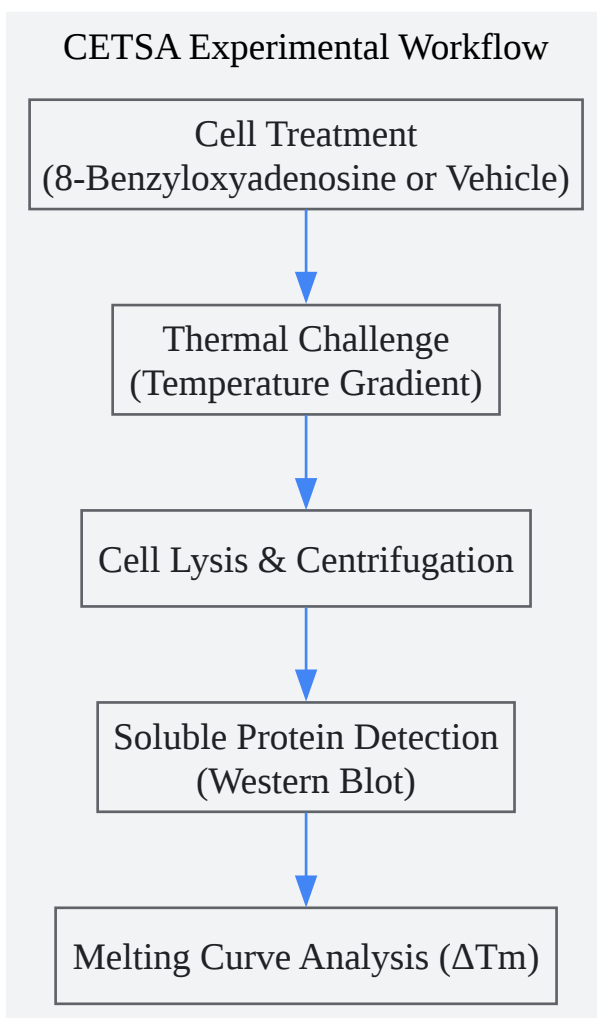 CETSA Experimental Workflow
Cell Treatment
(8-Benzyloxyadenosine or Vehicle)
Thermal Challenge
(Temperature Gradient)
Cell Lysis & Centrifugation
Soluble Protein Detection
(Western Blot)
Melting Curve Analysis (ΔTm)